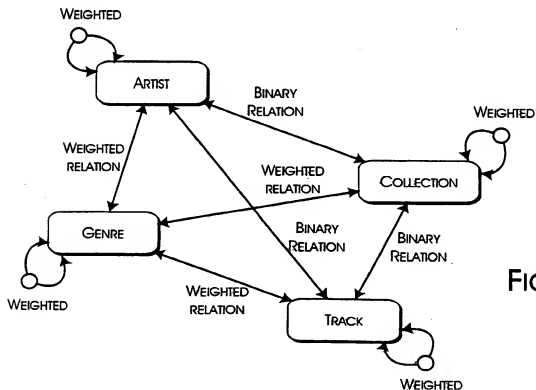 WEIGHTED
ARTIST
BINARY
RELATION
WEIGHTED
WEIGHTED
RELATION
WEIGHTED
RELATION
COLLECTION
GENRE
BINARY
RELATION
BINARY
RELATION
WEIGHTED
WEIGHTED
RELATION
TRACK
FIG
WEIGHTED